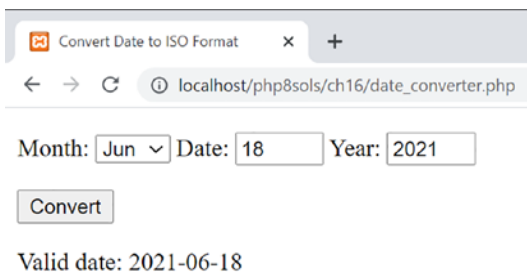 Convert Date to ISO Format
localhost/php8sols/ch16/date_converter.php
Month: Jun Date: 18 Year: 2021
Convert
Valid date: 2021-06-18